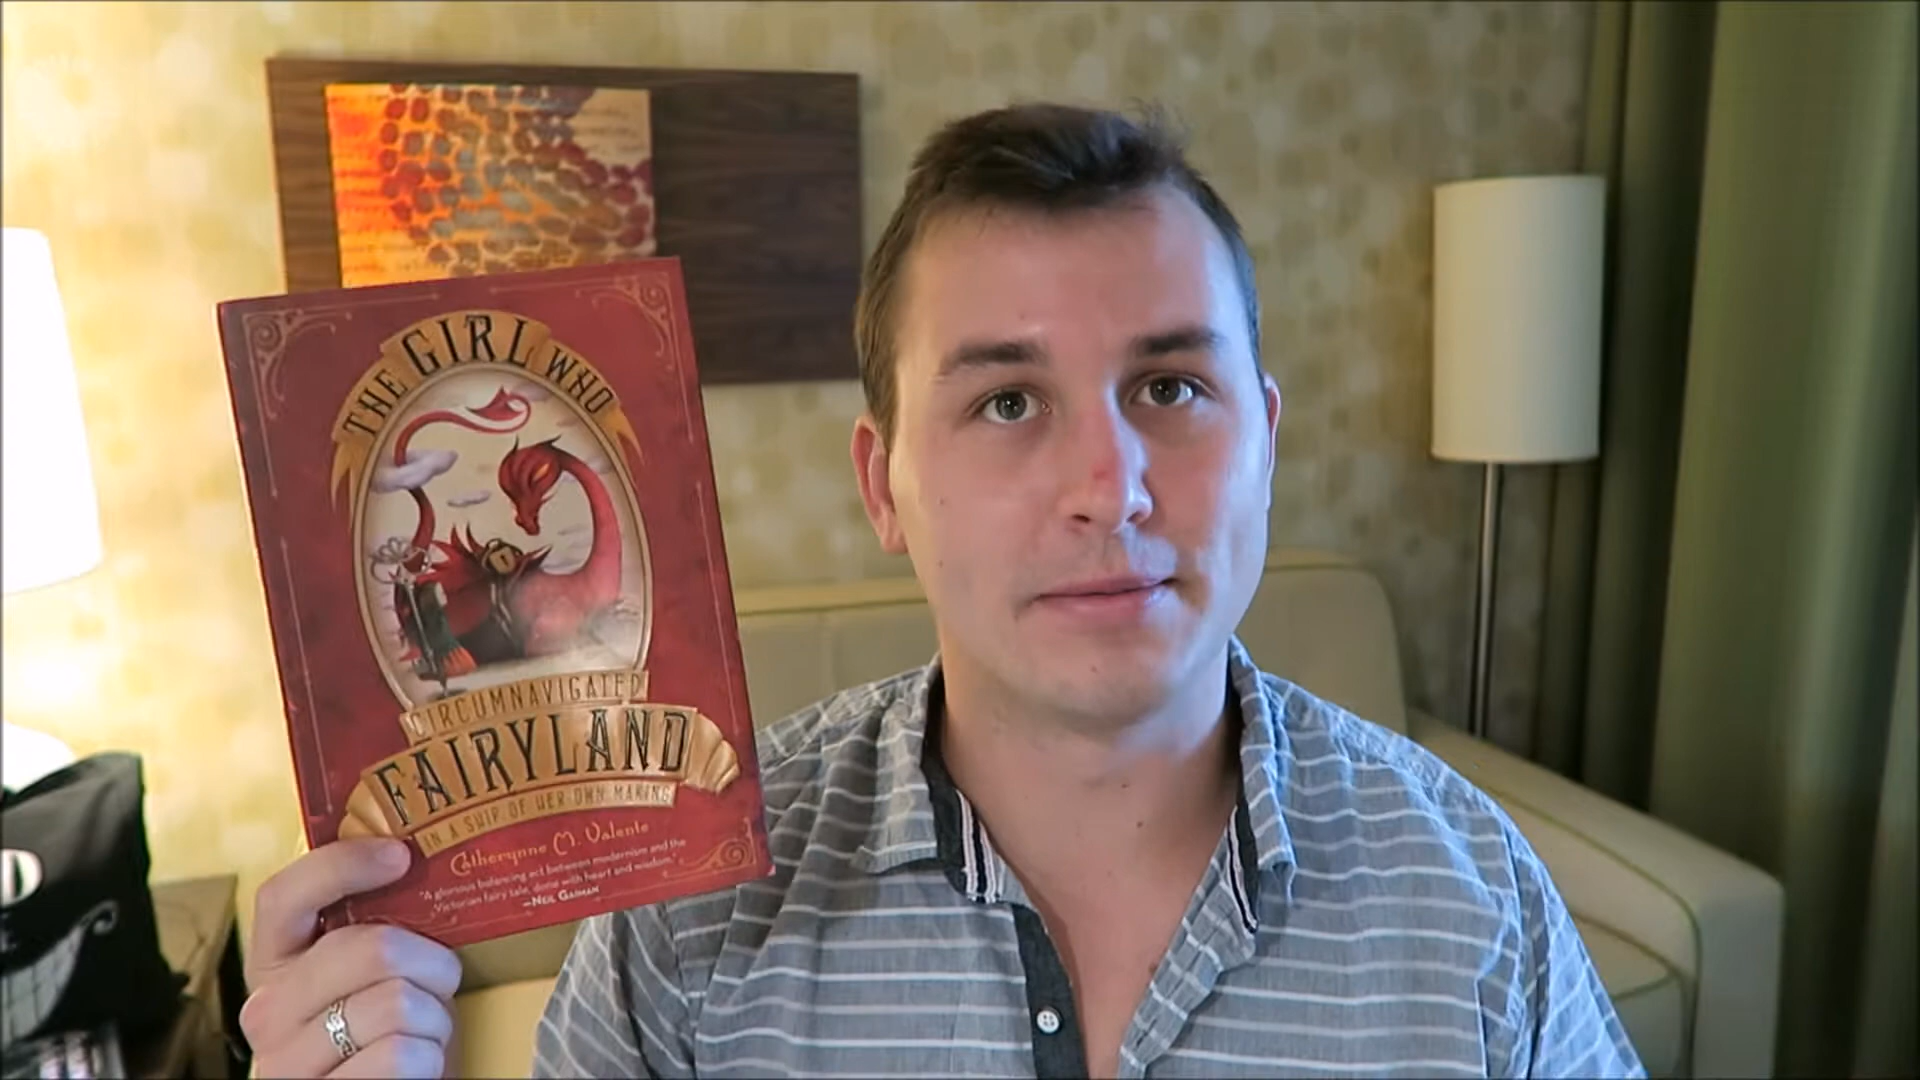 THE GIRL WHO
CIRCUMNAVIGATED
FAIRYLAND
IN A SHIP OF HER OWN MAKING
Catherynne M. Valente
"A glorious balancing act between modernism and the
Victorian fairy tale, done with heart and wisdom."
—NEIL GAIMAN